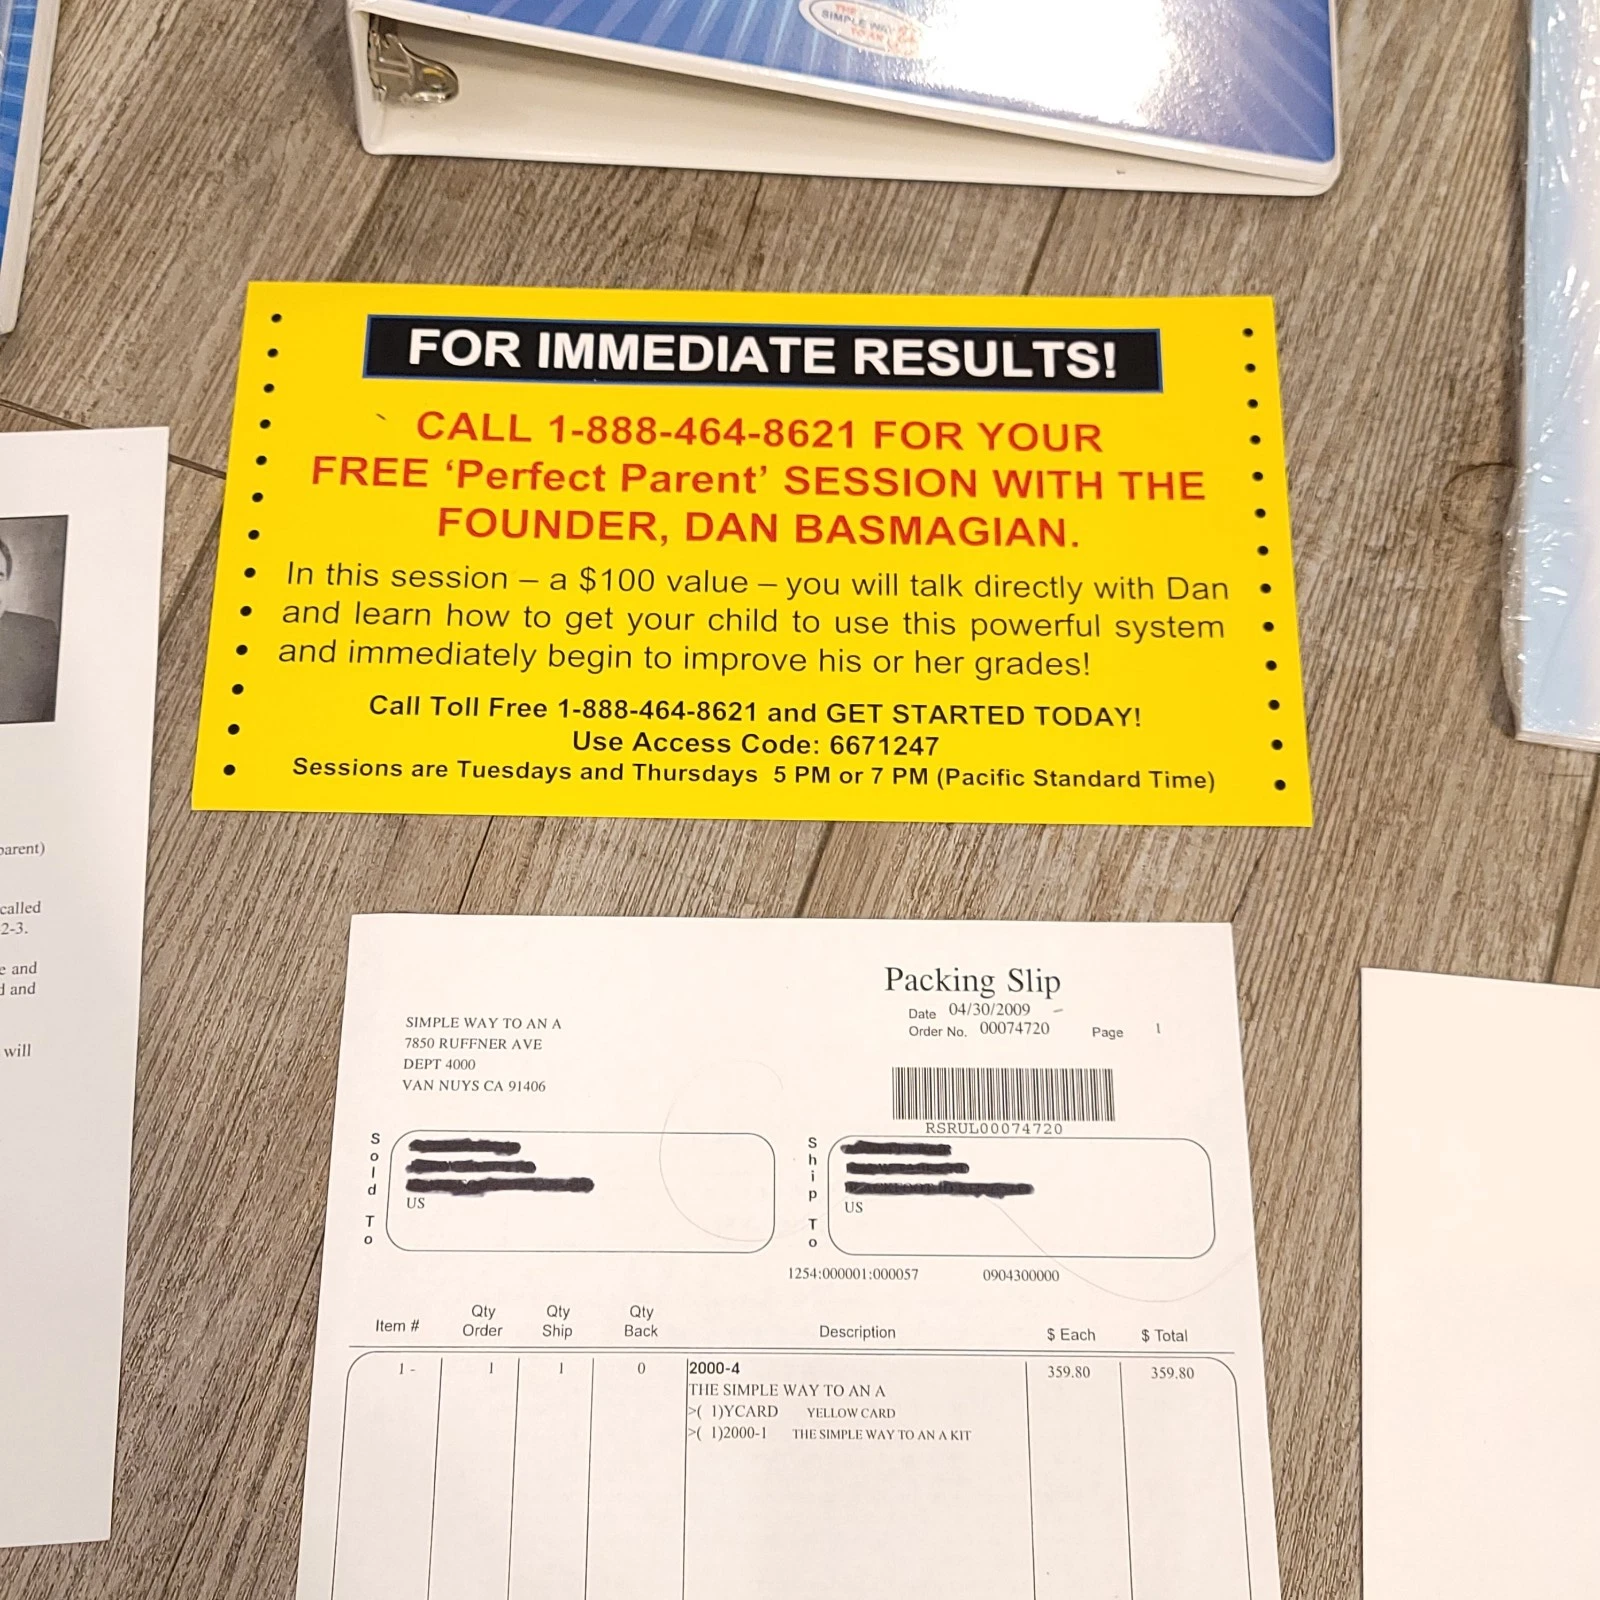 THE
SIMPLE WAY
TO AN
FOR IMMEDIATE RESULTS!
CALL 1-888-464-8621 FOR YOUR
FREE ‘Perfect Parent’ SESSION WITH THE
FOUNDER, DAN BASMAGIAN.
In this session – a $100 value – you will talk directly with Dan
and learn how to get your child to use this powerful system
and immediately begin to improve his or her grades!
Call Toll Free 1-888-464-8621 and GET STARTED TODAY!
Use Access Code: 6671247
Sessions are Tuesdays and Thursdays 5 PM or 7 PM (Pacific Standard Time)
parent)
called
2-3.
and
and
will
Packing Slip
Date 04/30/2009
Order No. 00074720 Page 1
SIMPLE WAY TO AN A
7850 RUFFNER AVE
DEPT 4000
VAN NUYS CA 91406
RSRUL00074720
Sold To
US
Ship To
US
1254:000001:000057 0904300000
Item # Qty Order Qty Ship Qty Back Description $ Each $ Total
1 - 1 1 0 2000-4 359.80 359.80
THE SIMPLE WAY TO AN A
>( 1)YCARD YELLOW CARD
>( 1)2000-1 THE SIMPLE WAY TO AN A KIT